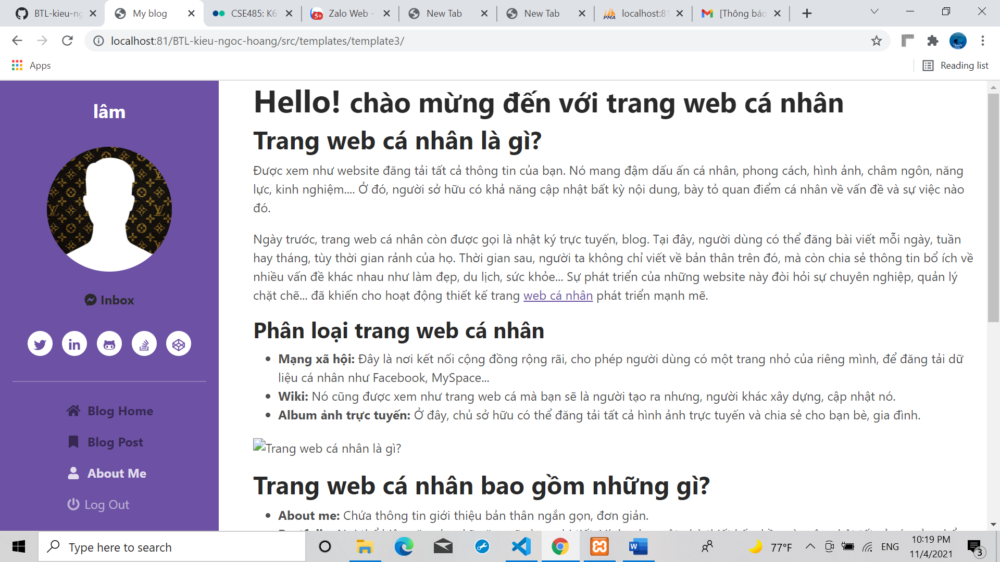 BTL-kieu-ng
My blog
CSE485: K6
Zalo Web -
New Tab
New Tab
localhost:81
[Thông báo
localhost:81/BTL-kieu-ngoc-hoang/src/templates/template3/
Apps
Reading list
lâm
Inbox
Blog Home
Blog Post
About Me
Log Out
Hello! chào mừng đến với trang web cá nhân
Trang web cá nhân là gì?
Được xem như website đăng tải tất cả thông tin của bạn. Nó mang đậm dấu ấn cá nhân, phong cách, hình ảnh, châm ngôn, năng
lực, kinh nghiệm.... Ở đó, người sở hữu có khả năng cập nhật bất kỳ nội dung, bày tỏ quan điểm cá nhân về vấn đề và sự việc nào
đó.
Ngày trước, trang web cá nhân còn được gọi là nhật ký trực tuyến, blog. Tại đây, người dùng có thể đăng bài viết mỗi ngày, tuần
hay tháng, tùy thời gian rảnh của họ. Thời gian sau, người ta không chỉ viết về bản thân trên đó, mà còn chia sẻ thông tin bổ ích về
nhiều vấn đề khác nhau như làm đẹp, du lịch, sức khỏe... Sự phát triển của những website này đòi hỏi sự chuyên nghiệp, quản lý
chặt chẽ... đã khiến cho hoạt động thiết kế trang web cá nhân phát triển mạnh mẽ.
Phân loại trang web cá nhân
Mạng xã hội: Đây là nơi kết nối cộng đồng rộng rãi, cho phép người dùng có một trang nhỏ của riêng mình, để đăng tải dữ
liệu cá nhân như Facebook, MySpace...
Wiki: Nó cũng được xem như trang web cá mà bạn sẽ là người tạo ra nhưng, người khác xây dựng, cập nhật nó.
Album ảnh trực tuyến: Ở đây, chủ sở hữu có thể đăng tải tất cả hình ảnh trực tuyến và chia sẻ cho bạn bè, gia đình.
Trang web cá nhân là gì?
Trang web cá nhân bao gồm những gì?
About me: Chứa thông tin giới thiệu bản thân ngắn gọn, đơn giản.
Type here to search
77°F
ENG
10:19 PM
11/4/2021
3